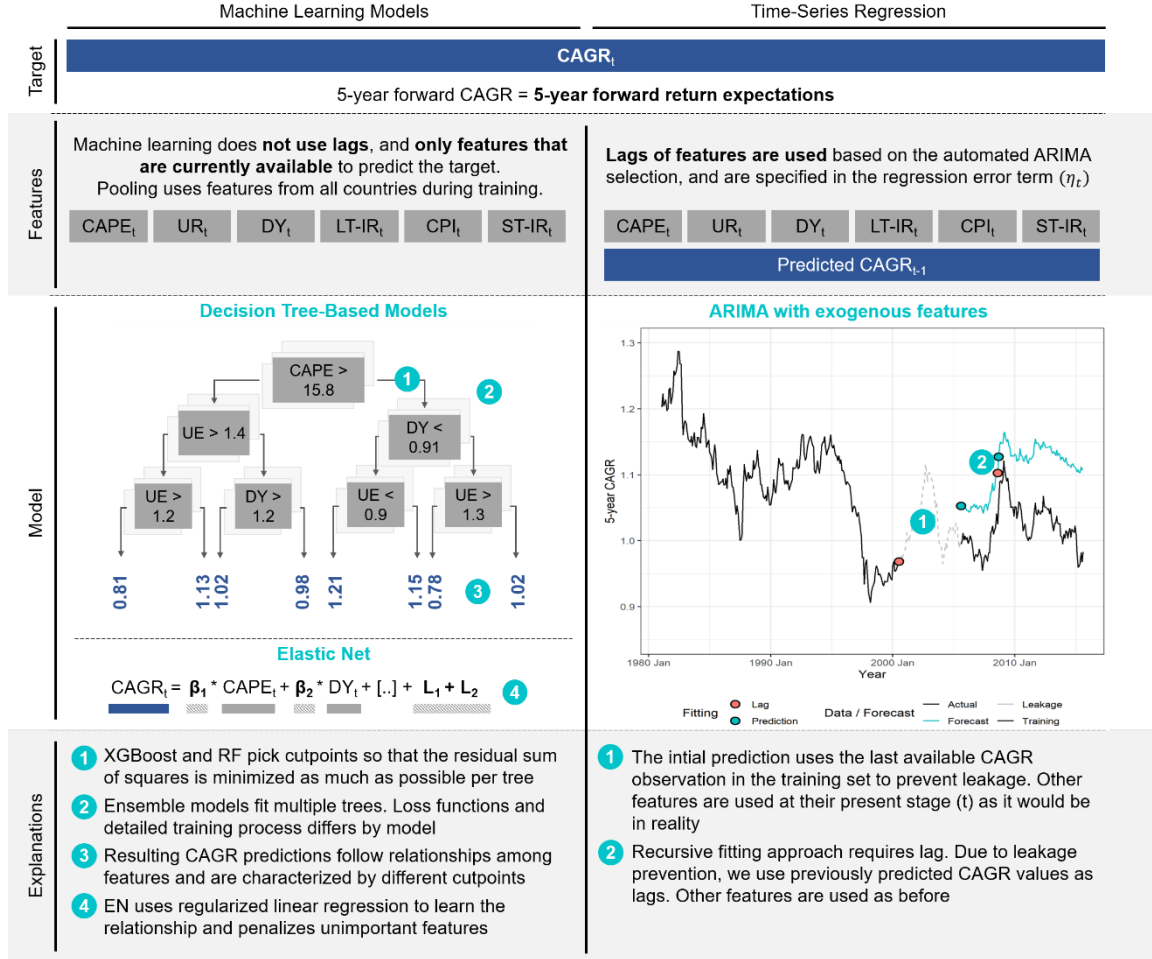 Machine Learning Models
Time-Series Regression
Target
CAGRt
5-year forward CAGR = 5-year forward return expectations
Features
Machine learning does not use lags, and only features that
are currently available to predict the target.
Pooling uses features from all countries during training.
CAPEt
URt
DYt
LT-IRt
CPIt
ST-IRt
Lags of features are used based on the automated ARIMA
selection, and are specified in the regression error term (ηt)
CAPEt
URt
DYt
LT-IRt
CPIt
ST-IRt
Predicted CAGRt-1
Model
Decision Tree-Based Models
CAPE >
15.8
1
2
UE > 1.4
DY <
0.91
UE >
1.2
DY >
1.2
UE <
0.9
UE >
1.3
0.81
1.13
1.02
0.98
1.21
1.15
0.78
3
1.02
Elastic Net
CAGRt = β1 * CAPEt + β2 * DYt + [..] + L1 + L2
4
ARIMA with exogenous features
5-year CAGR
1.3
1.2
1.1
1.0
0.9
1
2
1980 Jan
1990 Jan
2000 Jan
2010 Jan
Year
Fitting
Lag
Prediction
Data / Forecast
Actual
Forecast
Leakage
Training
Explanations
1 XGBoost and RF pick cutpoints so that the residual sum
of squares is minimized as much as possible per tree
2 Ensemble models fit multiple trees. Loss functions and
detailed training process differs by model
3 Resulting CAGR predictions follow relationships among
features and are characterized by different cutpoints
4 EN uses regularized linear regression to learn the
relationship and penalizes unimportant features
1 The intial prediction uses the last available CAGR
observation in the training set to prevent leakage. Other
features are used at their present stage (t) as it would be
in reality
2 Recursive fitting approach requires lag. Due to leakage
prevention, we use previously predicted CAGR values as
lags. Other features are used as before